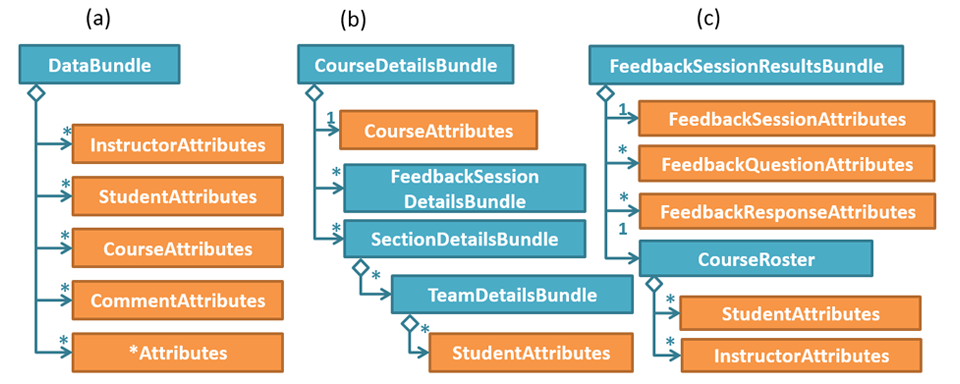 (a)
DataBundle
*
InstructorAttributes
*
StudentAttributes
*
CourseAttributes
*
CommentAttributes
*
*Attributes
(b)
CourseDetailsBundle
1
CourseAttributes
*
FeedbackSession
DetailsBundle
*
SectionDetailsBundle
*
TeamDetailsBundle
*
StudentAttributes
(c)
FeedbackSessionResultsBundle
1
FeedbackSessionAttributes
*
FeedbackQuestionAttributes
*
FeedbackResponseAttributes
1
CourseRoster
*
StudentAttributes
*
InstructorAttributes